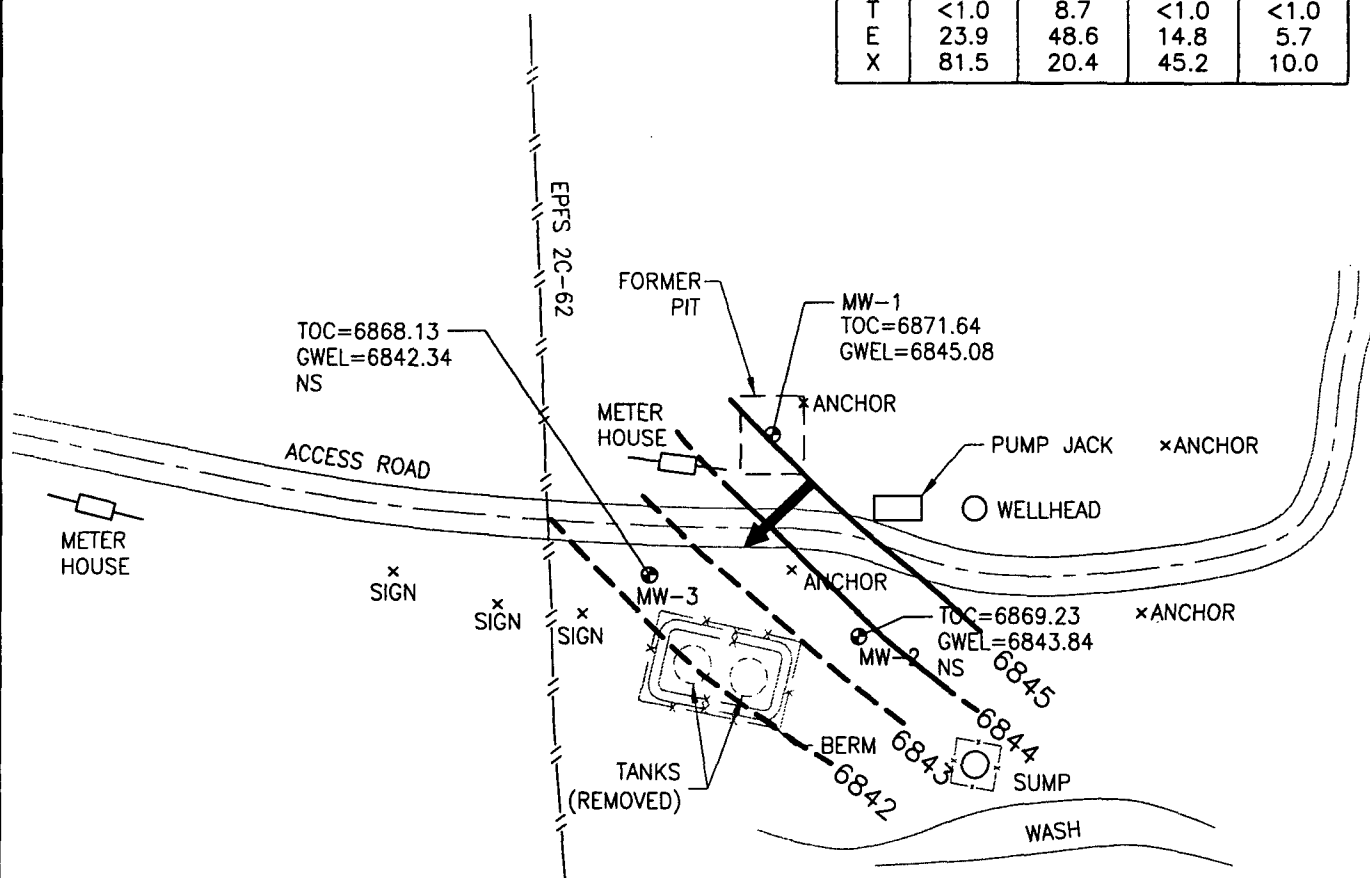 T <1.0 8.7 <1.0 <1.0
E 23.9 48.6 14.8 5.7
X 81.5 20.4 45.2 10.0
EPFS 2C-62
FORMER
PIT
MW-1
TOC=6871.64
GWEL=6845.08
TOC=6868.13
GWEL=6842.34
NS
ANCHOR
METER
HOUSE
PUMP JACK
ANCHOR
ACCESS ROAD
WELLHEAD
METER
HOUSE
SIGN
SIGN
SIGN
MW-3
ANCHOR
ANCHOR
TOC=6869.23
GWEL=6843.84
NS
MW-2
6845
6844
6843
6842
BERM
TANKS
(REMOVED)
SUMP
WASH